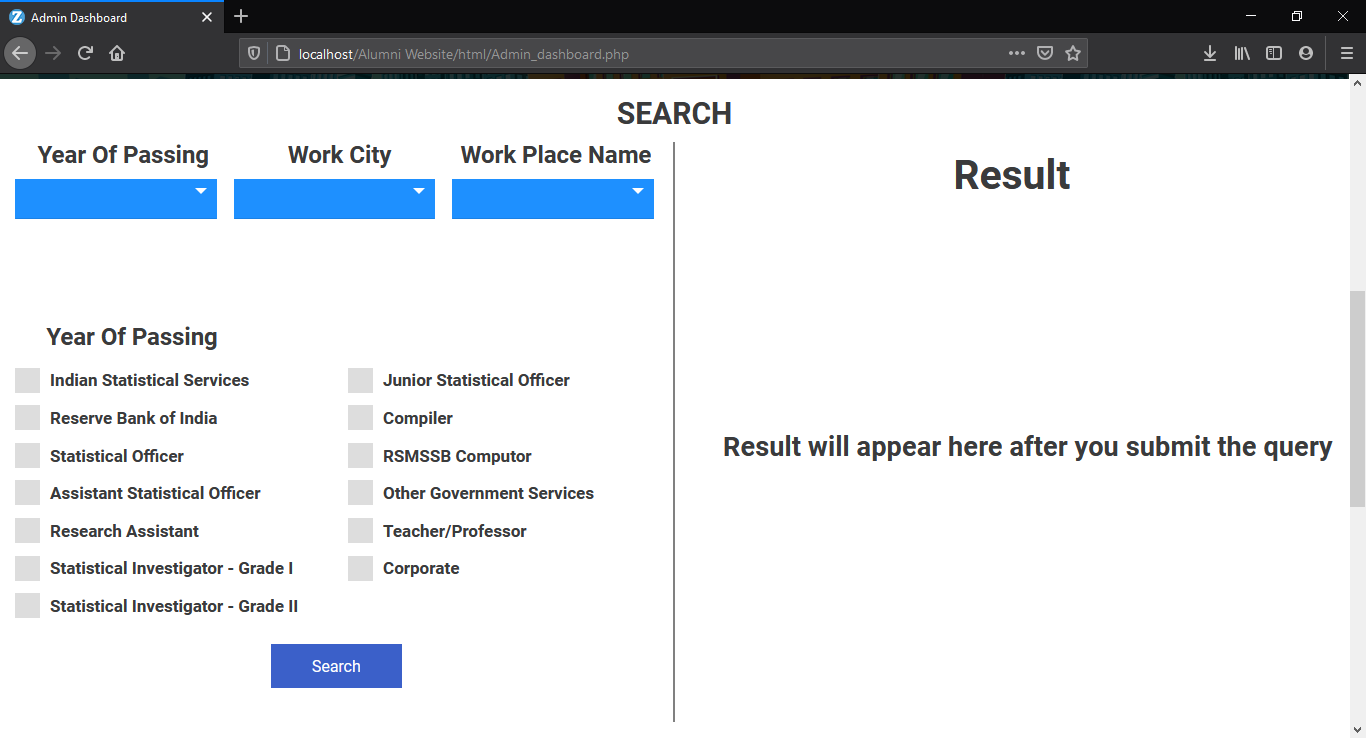 Admin Dashboard
localhost/Alumni Website/html/Admin_dashboard.php
SEARCH
Year Of Passing
Work City
Work Place Name
Year Of Passing
Indian Statistical Services
Reserve Bank of India
Statistical Officer
Assistant Statistical Officer
Research Assistant
Statistical Investigator - Grade I
Statistical Investigator - Grade II
Junior Statistical Officer
Compiler
RSMSSB Computor
Other Government Services
Teacher/Professor
Corporate
Search
Result
Result will appear here after you submit the query